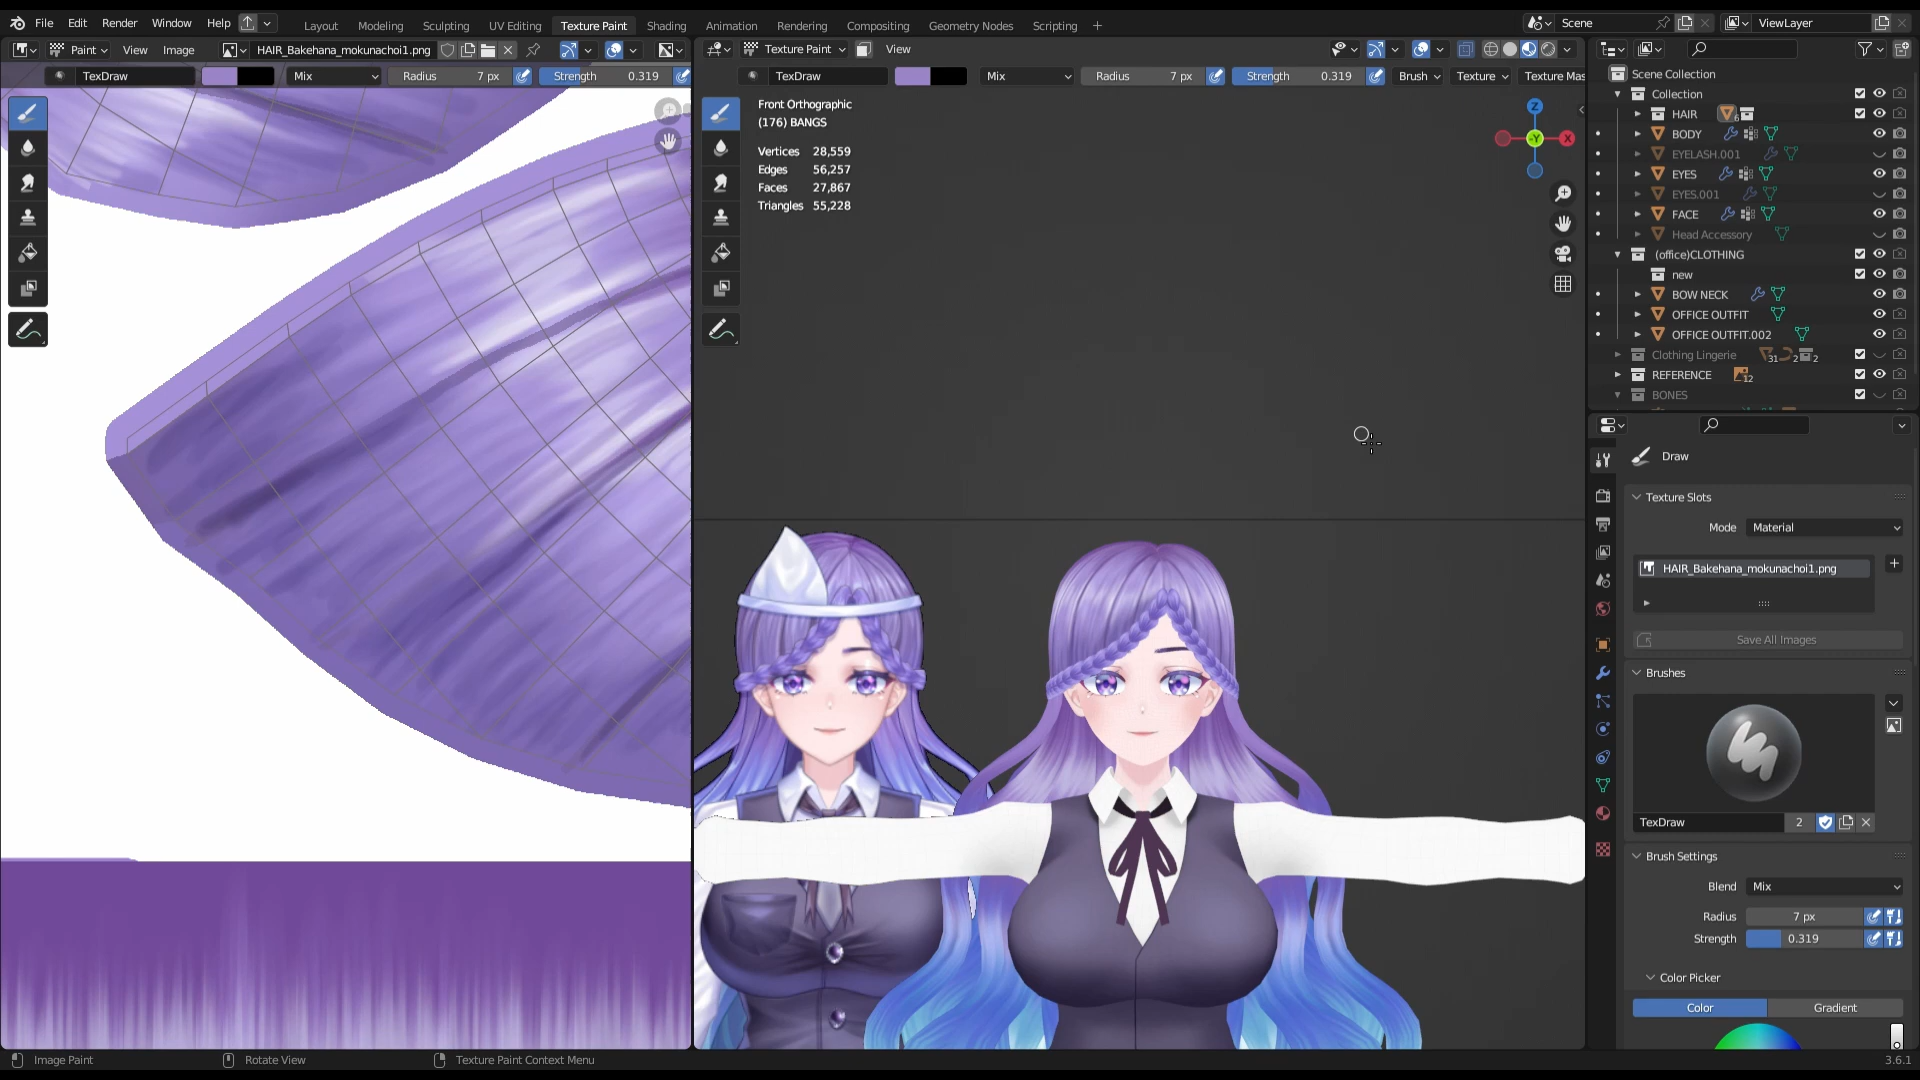 File Edit Render Window Help
Layout Modeling Sculpting UV Editing Texture Paint Shading Animation Rendering Compositing Geometry Nodes Scripting +
Scene
ViewLayer
Paint View Image
HAIR_Bakehana_mokunachoi1.png
Texture Paint View
TexDraw
Mix
Radius 7 px
Strength 0.319
TexDraw
Mix
Radius 7 px
Strength 0.319
Brush
Texture
Texture Mas
Front Orthographic
(176) BANGS
Vertices 28,559
Edges 56,257
Faces 27,867
Triangles 55,228
Z
-Y
X
Scene Collection
Collection
HAIR
6
BODY
EYELASH.001
EYES
EYES.001
FACE
Head Accessory
(office)CLOTHING
new
BOW NECK
OFFICE OUTFIT
OFFICE OUTFIT.002
Clothing Lingerie
31 2 2
REFERENCE
12
BONES
Draw
Texture Slots
Mode Material
HAIR_Bakehana_mokunachoi1.png
Save All Images
Brushes
TexDraw 2
Brush Settings
Blend Mix
Radius 7 px
Strength 0.319
Color Picker
Color Gradient
Image Paint
Rotate View
Texture Paint Context Menu
3.6.1